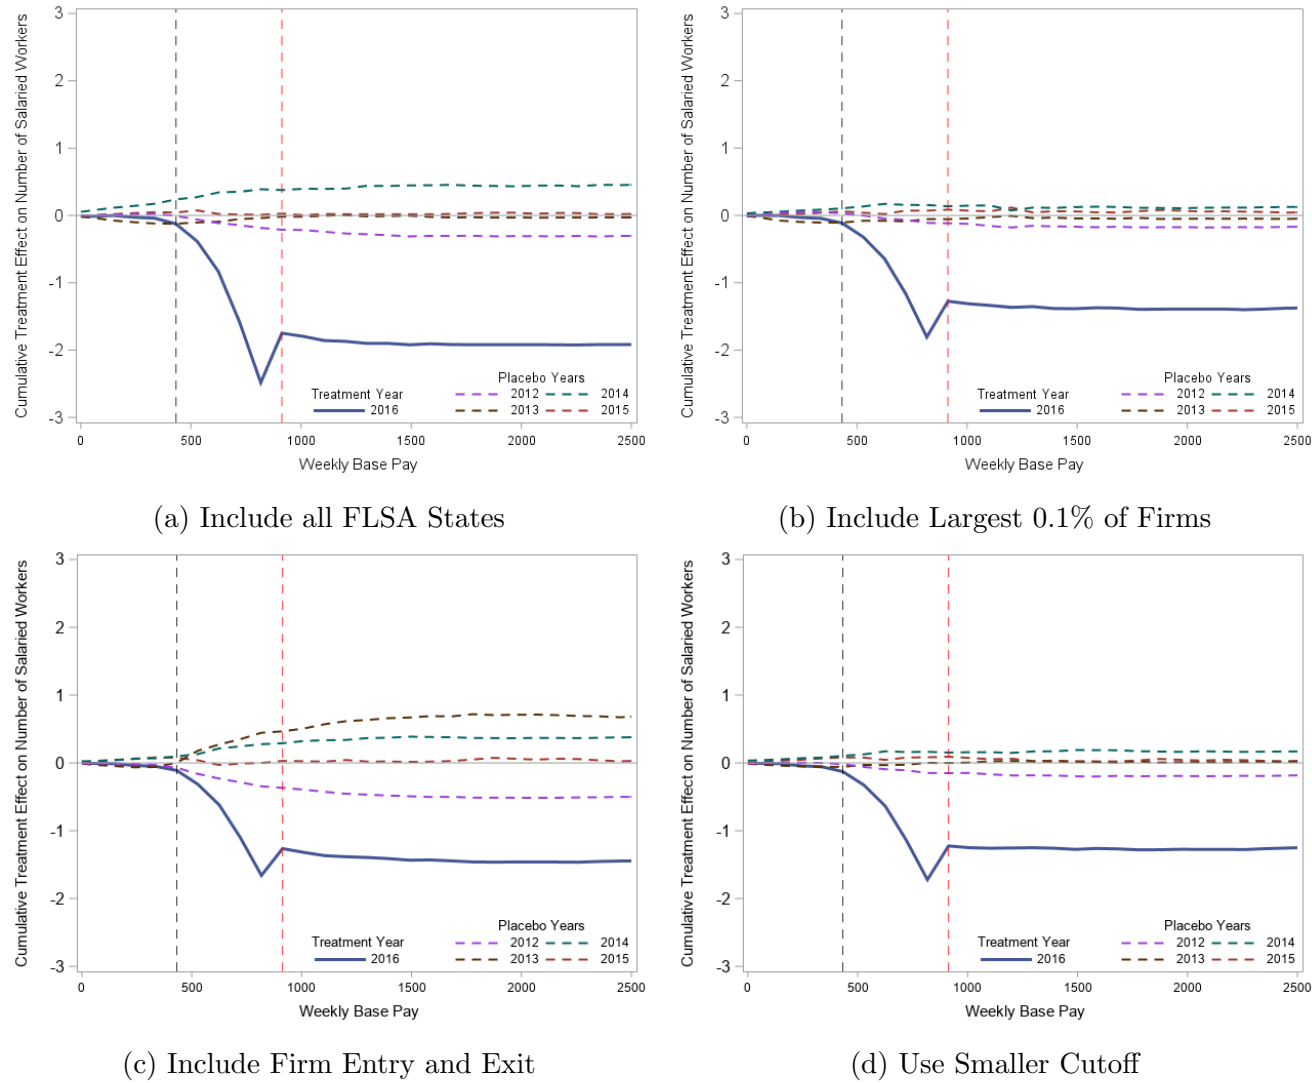 Cumulative Treatment Effect on Number of Salaried Workers
3
2
1
0
-1
-2
-3
Treatment Year
2016
Placebo Years
2012 2014
2013 2015
0 500 1000 1500 2000 2500
Weekly Base Pay
(a) Include all FLSA States
Cumulative Treatment Effect on Number of Salaried Workers
3
2
1
0
-1
-2
-3
Treatment Year
2016
Placebo Years
2012 2014
2013 2015
0 500 1000 1500 2000 2500
Weekly Base Pay
(b) Include Largest 0.1% of Firms
Cumulative Treatment Effect on Number of Salaried Workers
3
2
1
0
-1
-2
-3
Treatment Year
2016
Placebo Years
2012 2014
2013 2015
0 500 1000 1500 2000 2500
Weekly Base Pay
(c) Include Firm Entry and Exit
Cumulative Treatment Effect on Number of Salaried Workers
3
2
1
0
-1
-2
-3
Treatment Year
2016
Placebo Years
2012 2014
2013 2015
0 500 1000 1500 2000 2500
Weekly Base Pay
(d) Use Smaller Cutoff